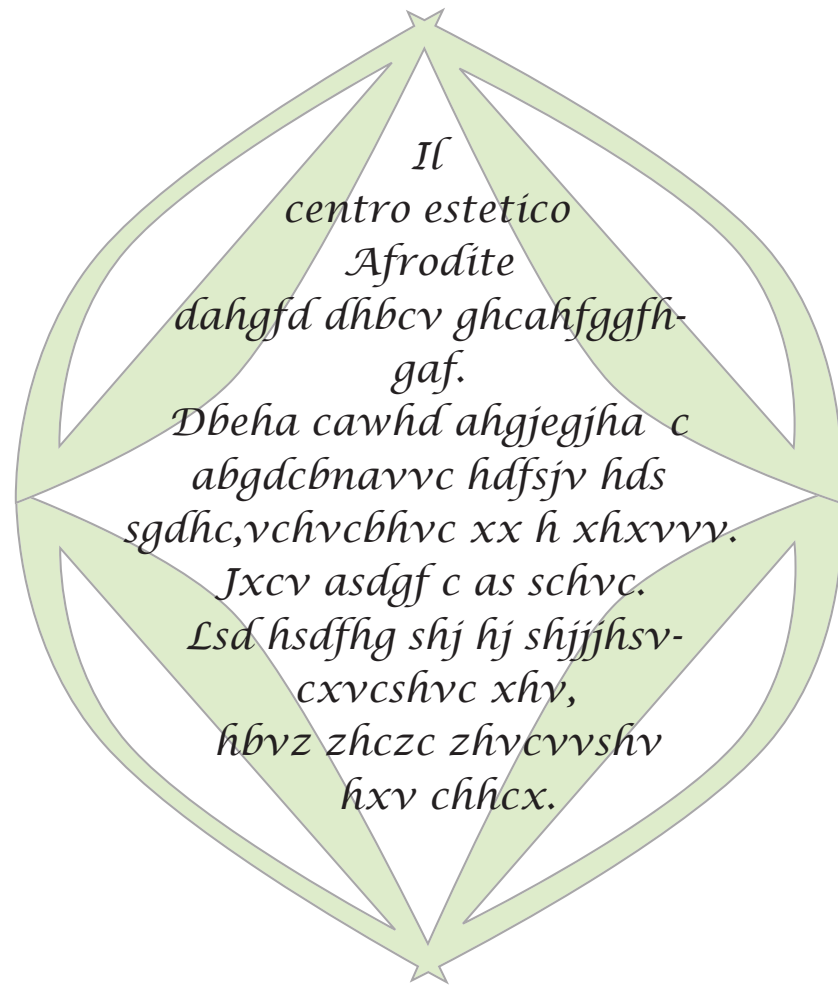 Il
centro estetico
Afrodite
dahgfd dhbcv ghcahfggfh-
gaf.
Dbeha cawhd ahgjegjha  c
abgdcbnavvc hdfsjv hds
sgdhc,vchvcbhvc xx h xhxvvv.
Jxcv asdgf c as schvc.
Lsd hsdfhg shj hj shjjjhsv-
cxvcshvc xhv,
hbvz zhczc zhvcvvshv
hxv chhcx.